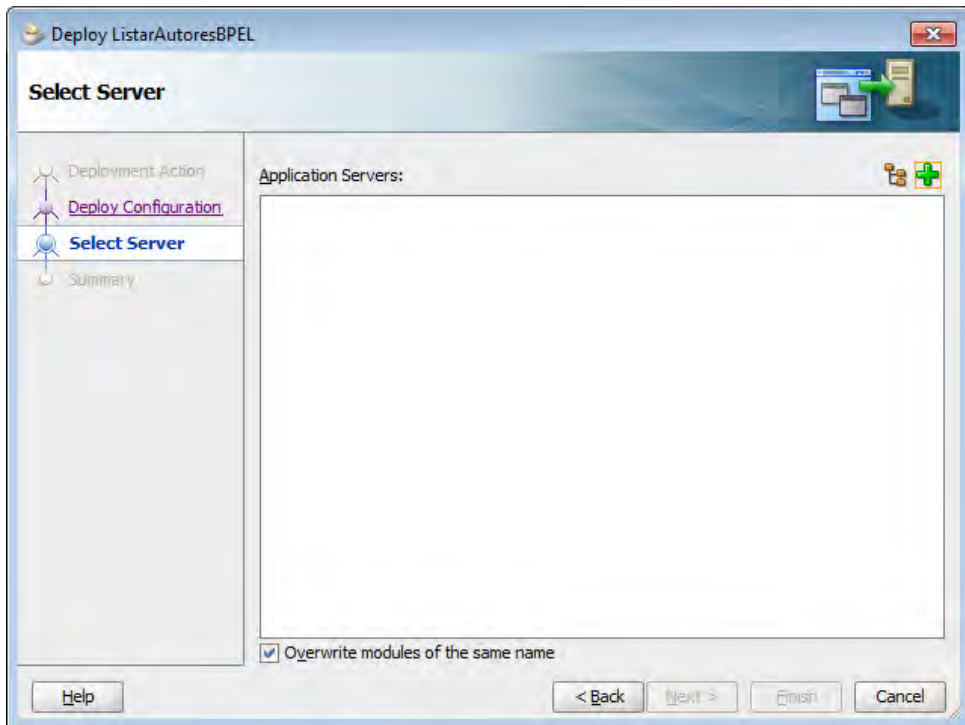 Deploy ListarAutoresBPEL
Select Server
Deployment Action
Deploy Configuration
Select Server
Summary
Application Servers:
Overwrite modules of the same name
Help
< Back
Next >
Finish
Cancel